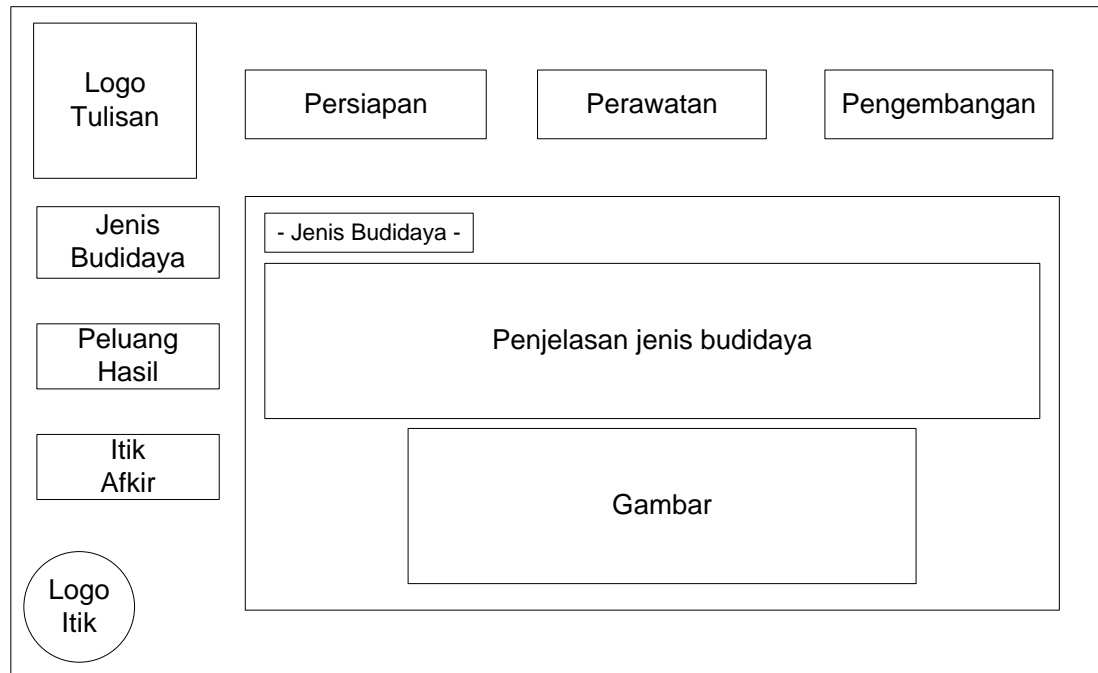 Logo
Tulisan
Persiapan
Perawatan
Pengembangan
Jenis
Budidaya
- Jenis Budidaya -
Penjelasan jenis budidaya
Peluang
Hasil
Itik
Afkir
Gambar
Logo
Itik